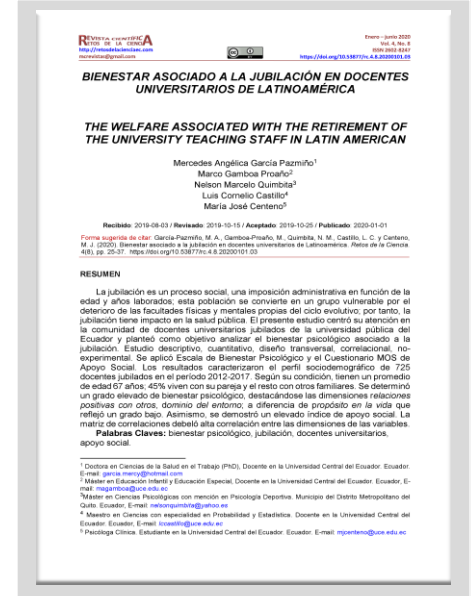 REVISTA CIENTÍFICA
RETOS DE LA CIENCIA
http://retosdelacienciaec.com
mcrevistas@gmail.com
Enero – junio 2020
Vol. 4, No. 8
ISSN 2602-8247
https://doi.org/10.53877/rc.4.8.20200101.03
BIENESTAR ASOCIADO A LA JUBILACIÓN EN DOCENTES
UNIVERSITARIOS DE LATINOAMÉRICA
THE WELFARE ASSOCIATED WITH THE RETIREMENT OF
THE UNIVERSITY TEACHING STAFF IN LATIN AMERICAN
Mercedes Angélica García Pazmiño1
Marco Gamboa Proaño2
Nelson Marcelo Quimbita3
Luis Cornelio Castillo4
María José Centeno5
Recibido: 2019-08-03 / Revisado: 2019-10-15 / Aceptado: 2019-10-25 / Publicado: 2020-01-01
Forma sugerida de citar: García-Pazmiño, M. A., Gamboa-Proaño, M., Quimbita, N. M., Castillo, L. C. y Centeno,
M. J. (2020). Bienestar asociado a la jubilación en docentes universitarios de Latinoamérica. Retos de la Ciencia.
4(8), pp. 25-37. https://doi.org/10.53877/rc.4.8.20200101.03
RESUMEN
La jubilación es un proceso social, una imposición administrativa en función de la
edad y años laborados; esta población se convierte en un grupo vulnerable por el
deterioro de las facultades físicas y mentales propias del ciclo evolutivo; por tanto, la
jubilación tiene impacto en la salud pública. El presente estudio centró su atención en
la comunidad de docentes universitarios jubilados de la universidad pública del
Ecuador y planteó como objetivo analizar el bienestar psicológico asociado a la
jubilación. Estudio descriptivo, cuantitativo, diseño transversal, correlacional, no-
experimental. Se aplicó Escala de Bienestar Psicológico y el Cuestionario MOS de
Apoyo Social. Los resultados caracterizaron el perfil sociodemográfico de 725
docentes jubilados en el período 2012-2017. Según su condición, tienen un promedio
de edad 67 años; 45% viven con su pareja y el resto con otros familiares. Se determinó
un grado elevado de bienestar psicológico, destacándose las dimensiones relaciones
positivas con otros, dominio del entorno; a diferencia de propósito en la vida que
reflejó un grado bajo. Asimismo, se demostró un elevado índice de apoyo social. La
matriz de correlaciones debeló alta correlación entre las dimensiones de las variables.
Palabras Claves: bienestar psicológico, jubilación, docentes universitarios,
apoyo social.
1 Doctora en Ciencias de la Salud en el Trabajo (PhD), Docente en la Universidad Central del Ecuador. Ecuador.
E-mail: garcia.mercy@hotmail.com
2 Máster en Educación Infantil y Educación Especial, Docente en la Universidad Central del Ecuador. Ecuador, E-
mail: magamboa@uce.edu.ec
3Máster en Ciencias Psicológicas con mención en Psicología Deportiva. Municipio del Distrito Metropolitano del
Quito. Ecuador, E-mail: nelsonquimbita@yahoo.es
4 Maestro en Ciencias con especialidad en Probabilidad y Estadística. Docente en la Universidad Central del
Ecuador. Ecuador, E-mail: lccastillo@uce.edu.ec
5 Psicóloga Clínica. Estudiante en la Universidad Central del Ecuador. Ecuador. E-mail: mjcenteno@uce.edu.ec